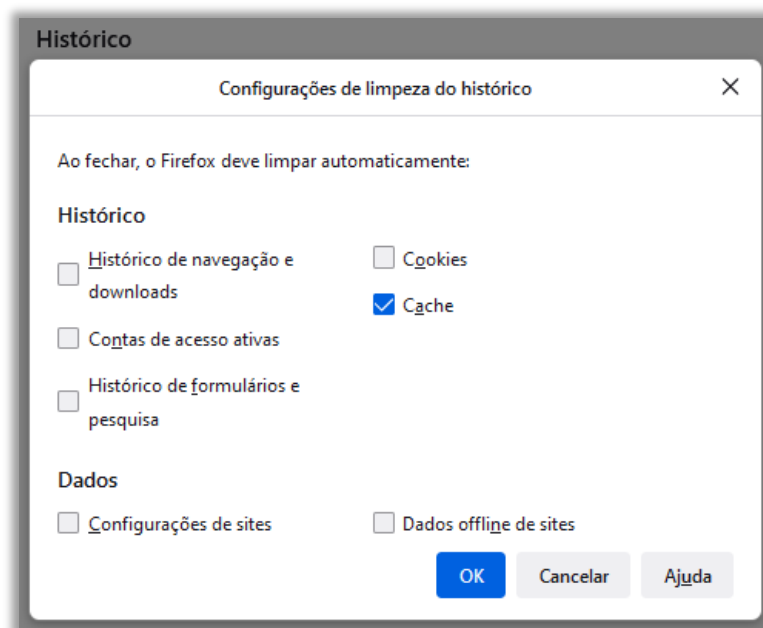 Histórico
Configurações de limpeza do histórico
Ao fechar, o Firefox deve limpar automaticamente:
Histórico
Histórico de navegação e
downloads
Cookies
Cache
Contas de acesso ativas
Histórico de formulários e
pesquisa
Dados
Configurações de sites
Dados offline de sites
OK
Cancelar
Ajuda